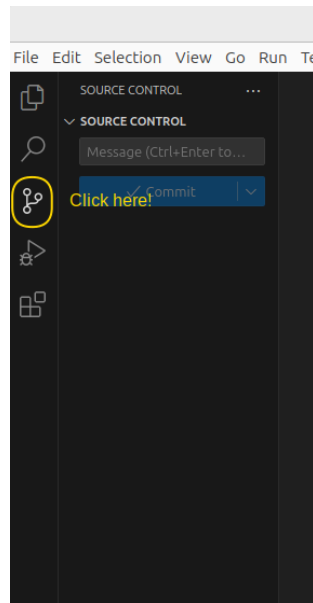 File Edit Selection View Go Run Te
SOURCE CONTROL ...
SOURCE CONTROL
Message (Ctrl+Enter to...
Commit
Click here!